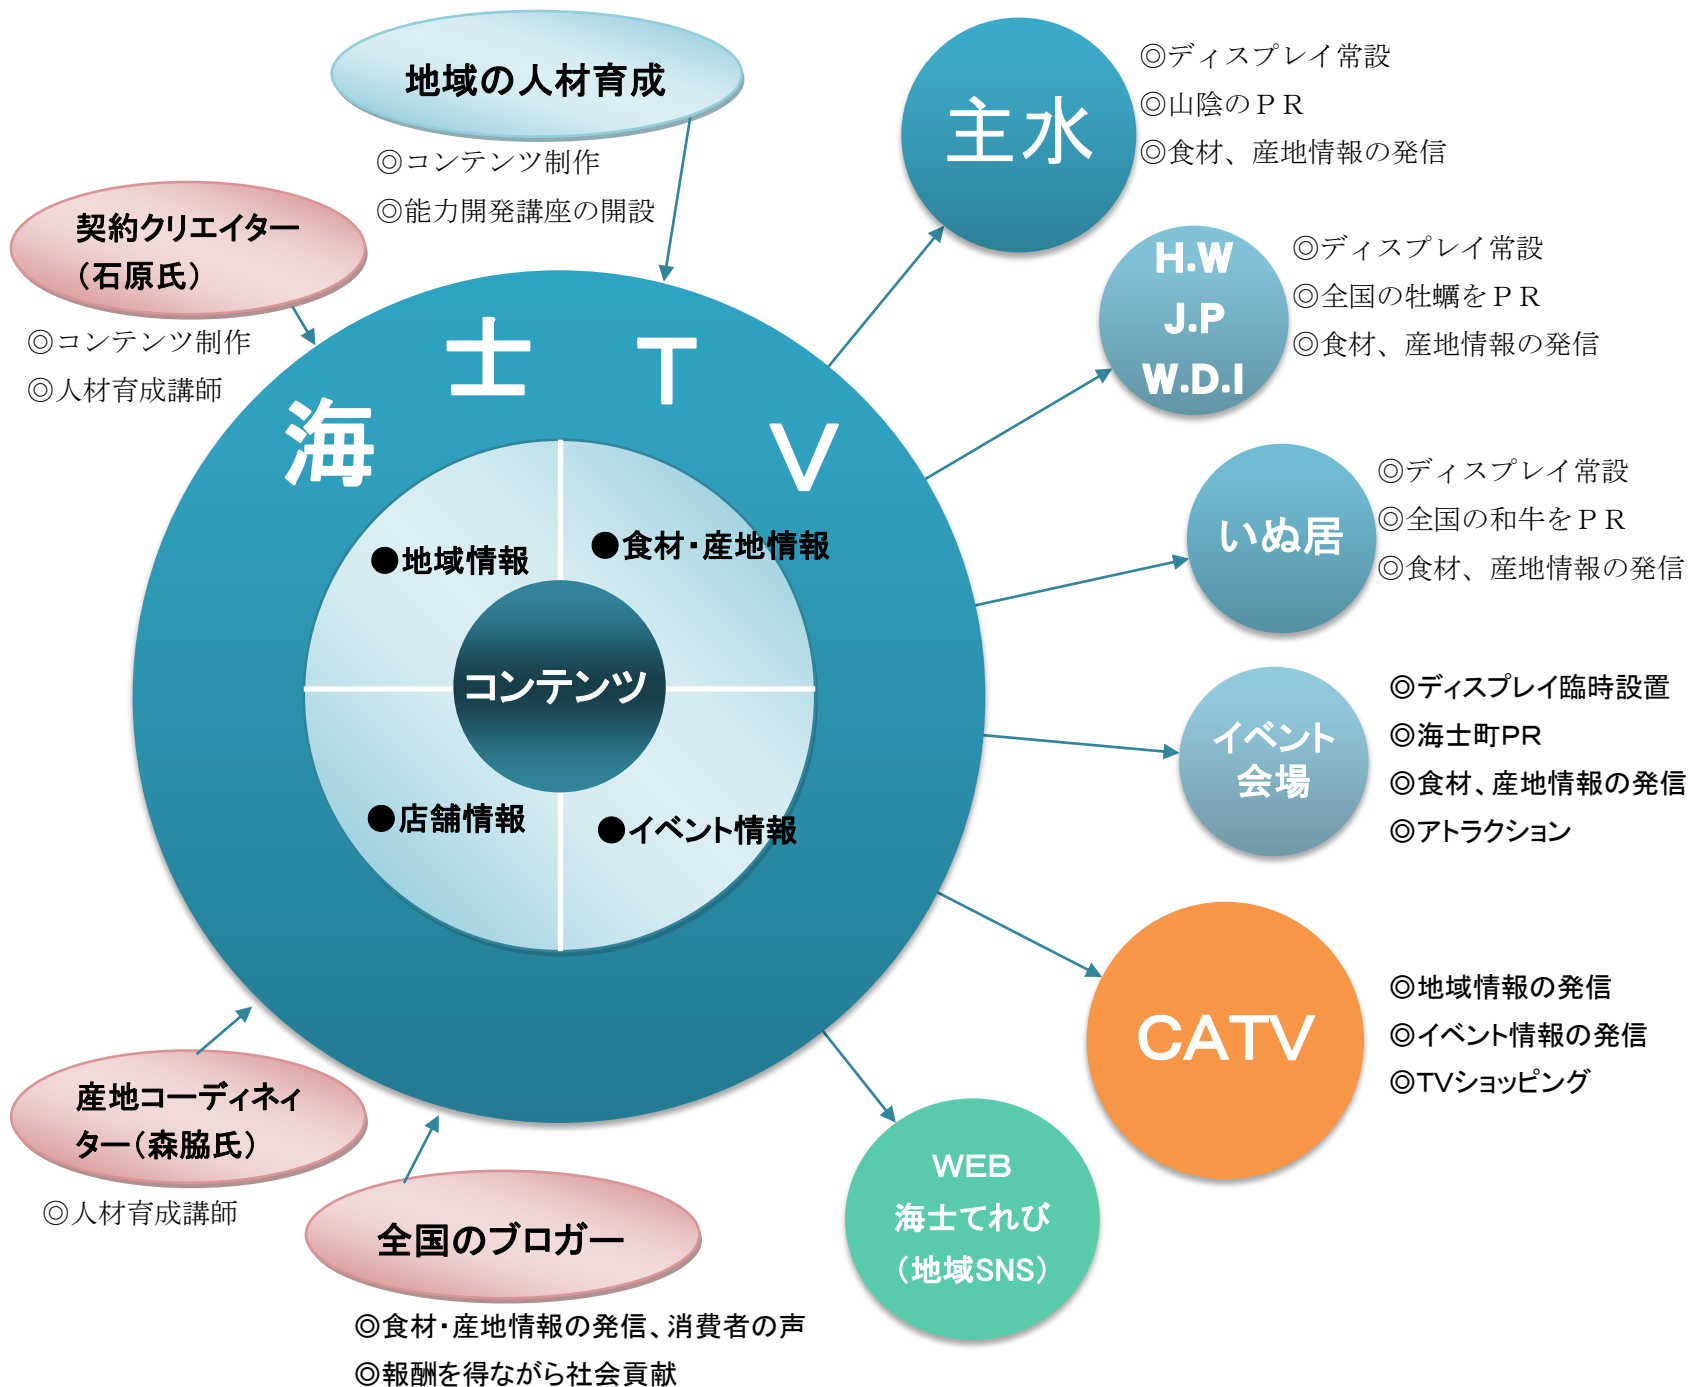 地域の人材育成
◎コンテンツ制作
◎能力開発講座の開設
契約クリエイター
（石原氏）
◎コンテンツ制作
◎人材育成講師
海士TV
●地域情報
●食材・産地情報
コンテンツ
●店舗情報
●イベント情報
産地コーディネィ
ター（森脇氏）
◎人材育成講師
全国のブロガー
◎食材・産地情報の発信、消費者の声
◎報酬を得ながら社会貢献
主水
◎ディスプレイ常設
◎山陰のＰＲ
◎食材、産地情報の発信
H.W
J.P
W.D.I
◎ディスプレイ常設
◎全国の牡蠣をＰＲ
◎食材、産地情報の発信
いぬ居
◎ディスプレイ常設
◎全国の和牛をＰＲ
◎食材、産地情報の発信
イベント
会場
◎ディスプレイ臨時設置
◎海士町PR
◎食材、産地情報の発信
◎アトラクション
CATV
◎地域情報の発信
◎イベント情報の発信
◎TVショッピング
WEB
海士てれび
（地域SNS）